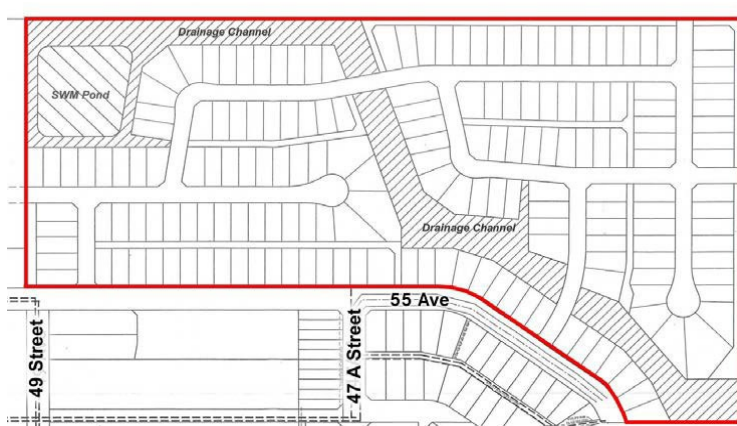 Drainage Channel
SWM Pond
Drainage Channel
55 Ave
49 Street
47 A Street